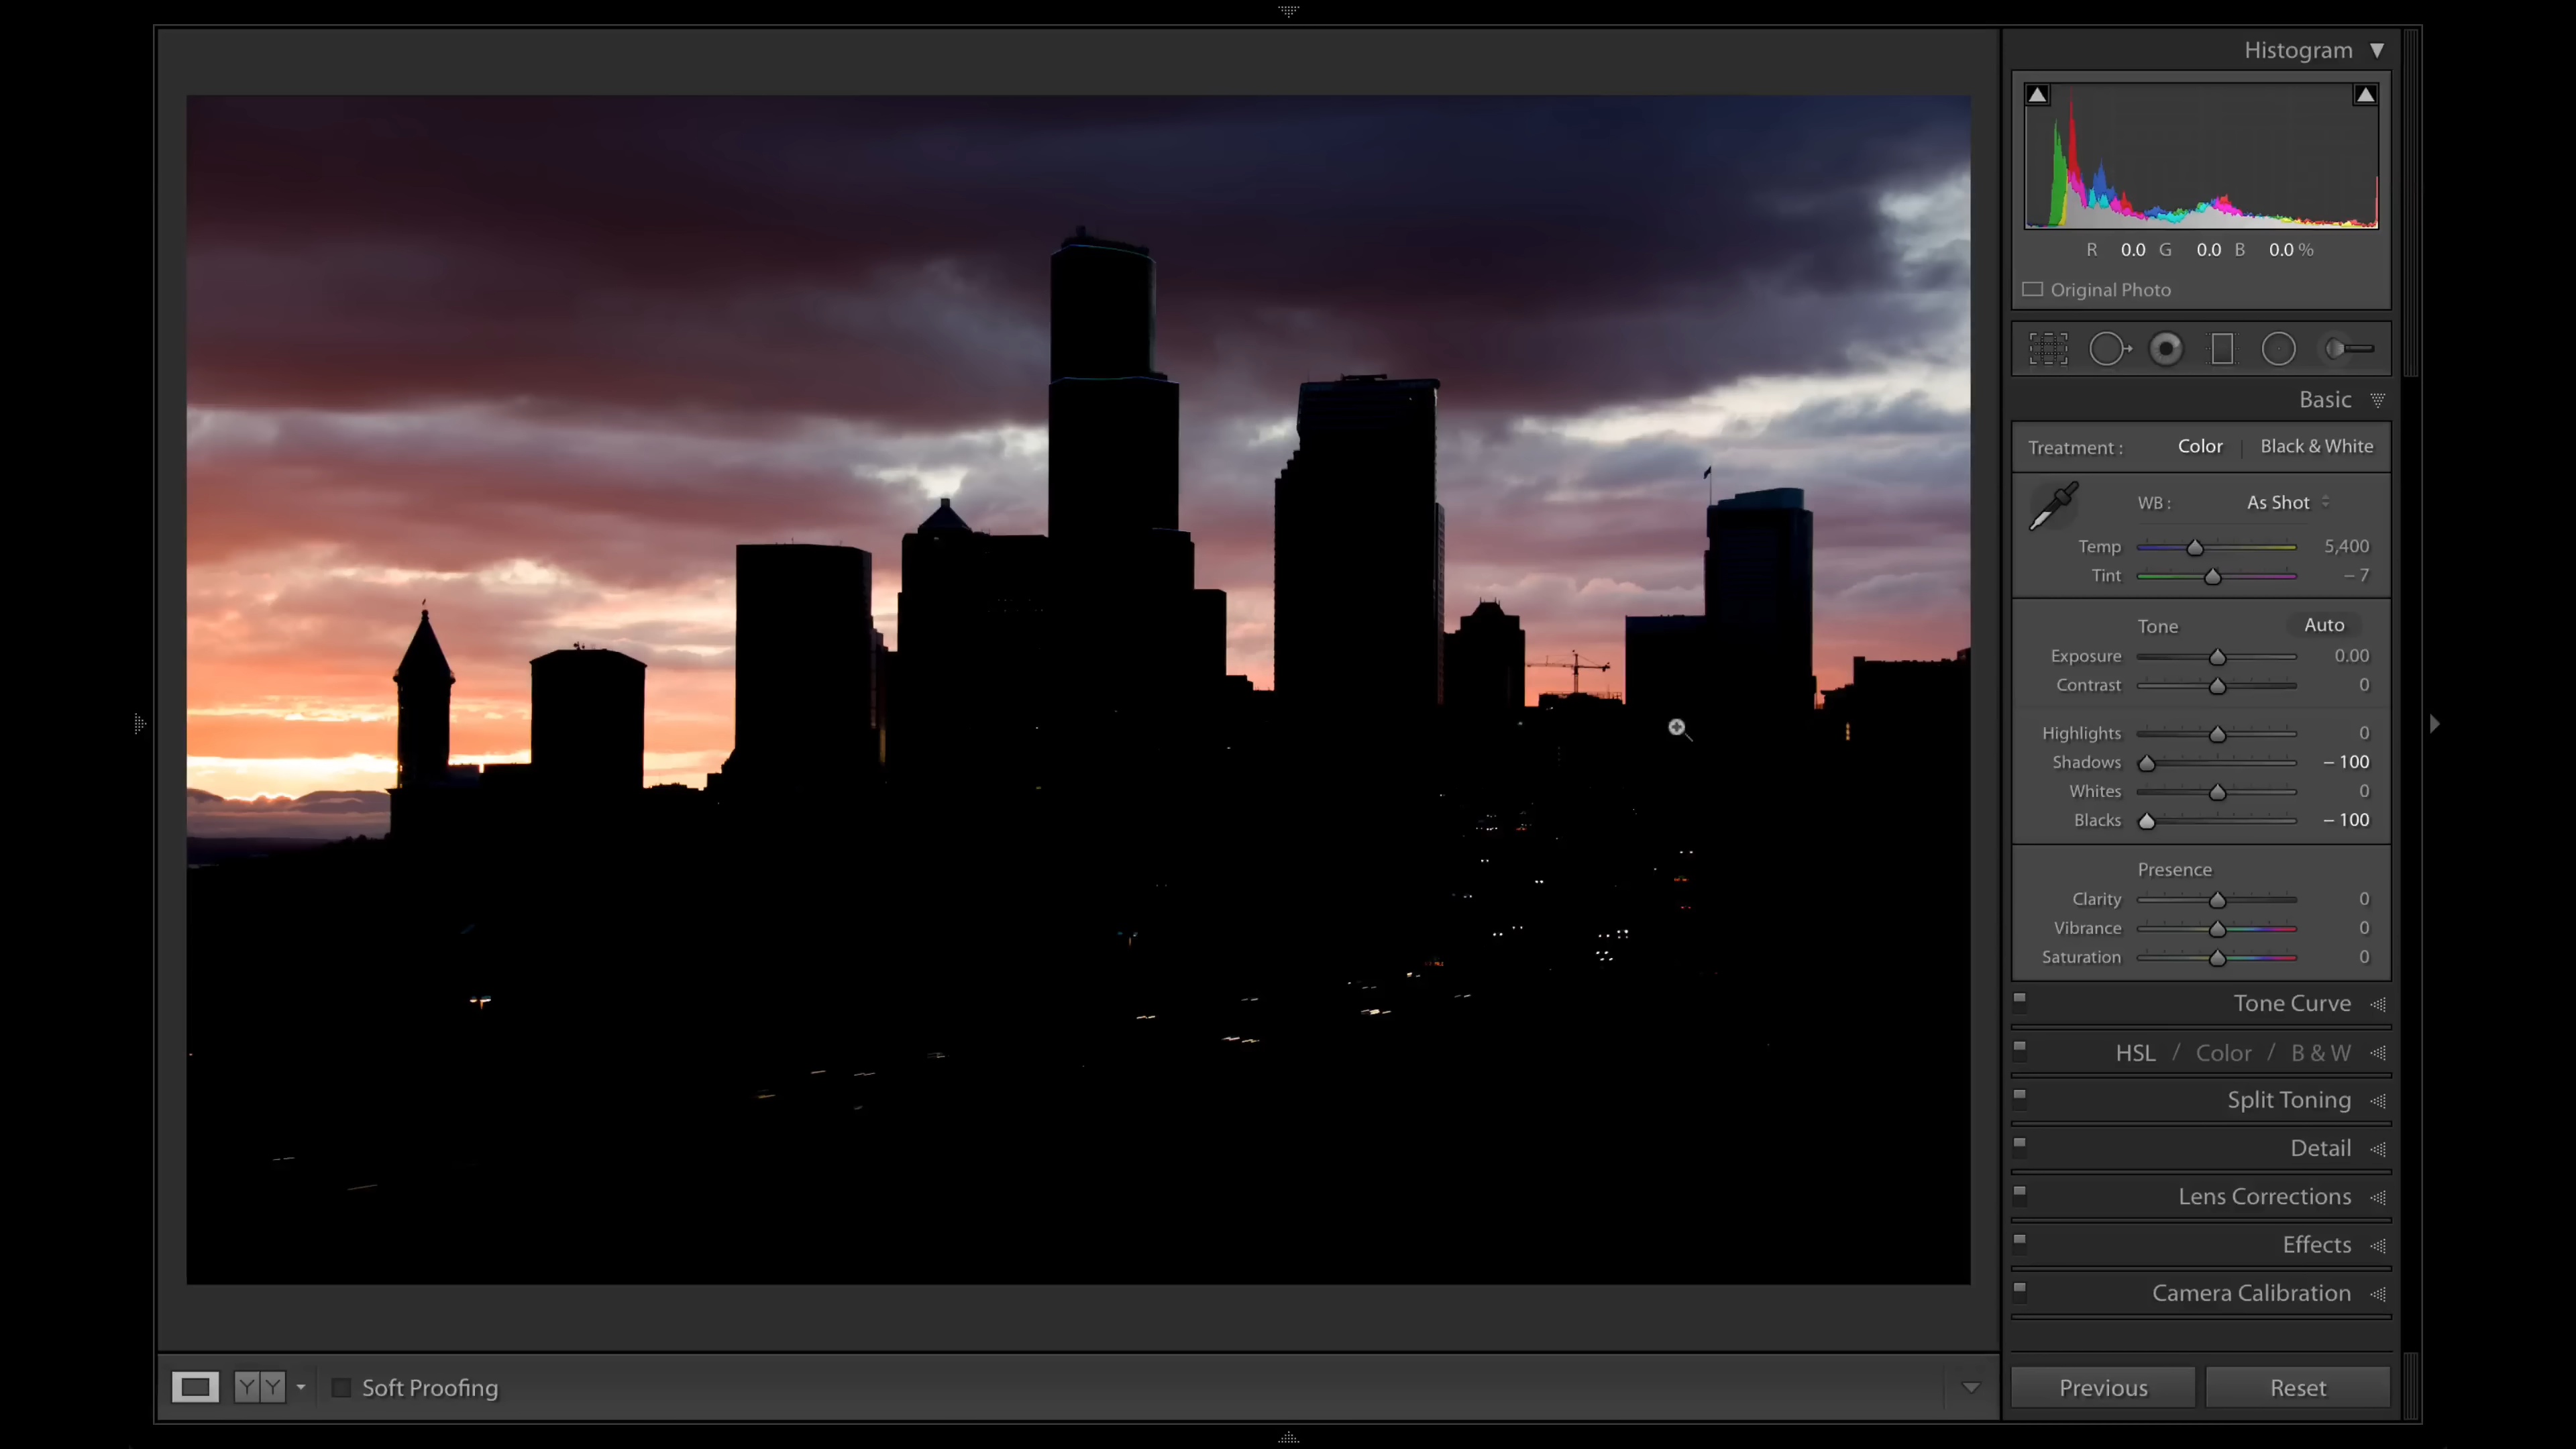 Histogram
R 0.0 G 0.0 B 0.0 %
Original Photo
Basic
Treatment : Color | Black & White
WB : As Shot
Temp 5,400
Tint – 7
Tone Auto
Exposure 0.00
Contrast 0
Highlights 0
Shadows – 100
Whites 0
Blacks – 100
Presence
Clarity 0
Vibrance 0
Saturation 0
Tone Curve
HSL / Color / B & W
Split Toning
Detail
Lens Corrections
Effects
Camera Calibration
Y Y Soft Proofing
Previous Reset